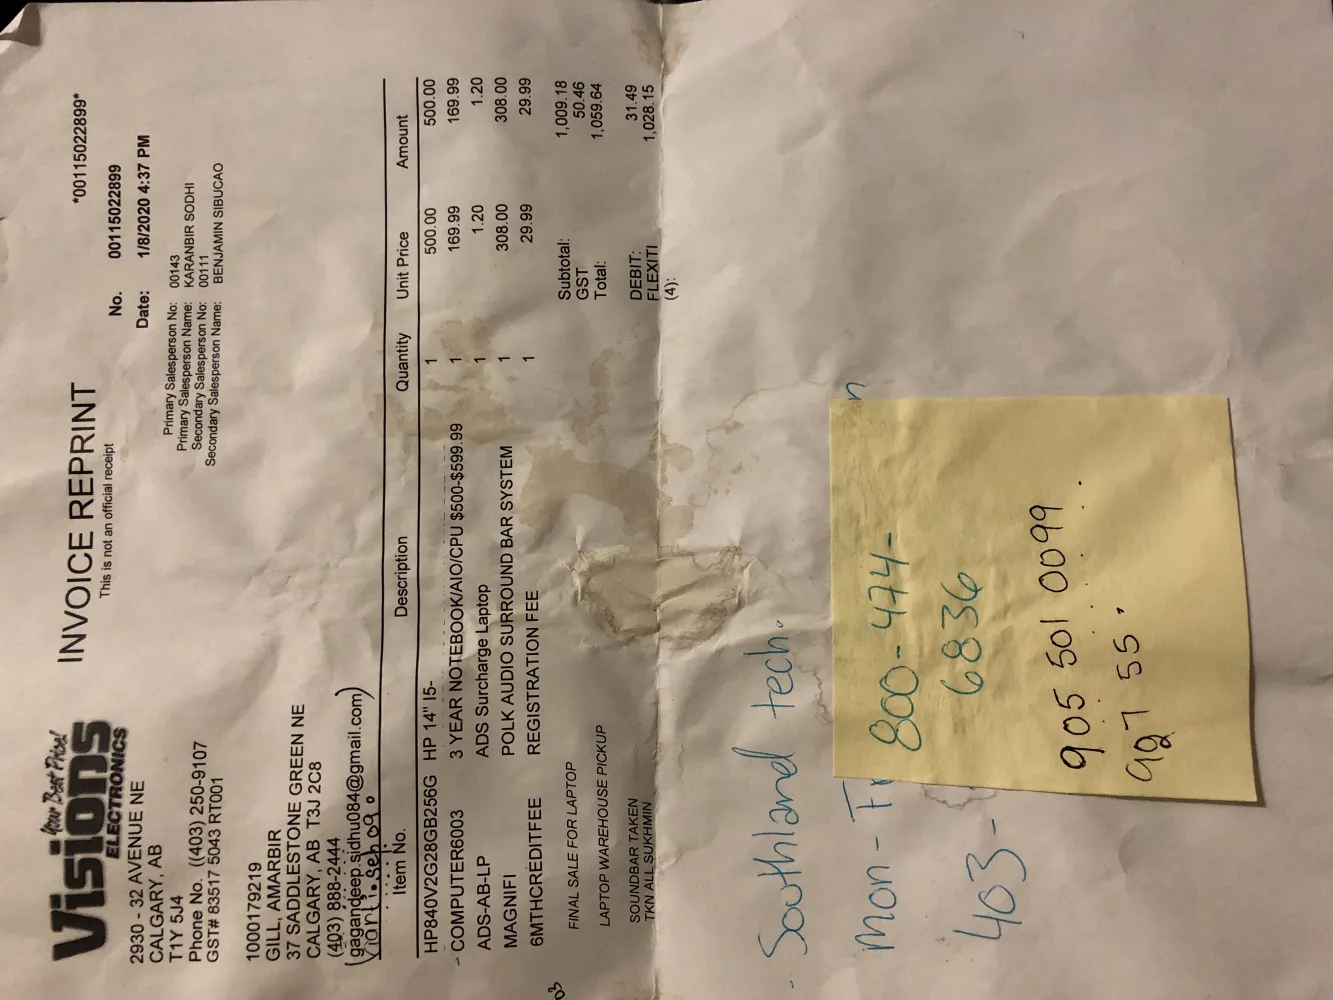 Your Best Price!
Visions
ELECTRONICS
INVOICE REPRINT
This is not an official receipt
*00115022899*
No. 00115022899
Date: 1/8/2020 4:37 PM
2930 - 32 AVENUE NE
CALGARY, AB
T1Y 5J4
Phone No. ((403) 250-9107
GST# 83517 5043 RT001
Primary Salesperson No: 00143
Primary Salesperson Name: KARANBIR SODHI
Secondary Salesperson No: 00111
Secondary Salesperson Name: BENJAMIN SIBUCAO
1000179219
GILL, AMARBIR
37 SADDLESTONE GREEN NE
CALGARY, AB T3J 2C8
(403) 888-2444
(gagandeep.sidhu084@gmail.com)
Item No. Description Quantity Unit Price Amount
HP840V2G28GB256G HP 14" I5- 1 500.00 500.00
COMPUTER6003 3 YEAR NOTEBOOK/AIO/CPU $500-$599.99 1 169.99 169.99
ADS-AB-LP ADS Surcharge Laptop 1 1.20 1.20
MAGNIFI POLK AUDIO SURROUND BAR SYSTEM 1 308.00 308.00
6MTHCREDITFEE REGISTRATION FEE 1 29.99 29.99
03
FINAL SALE FOR LAPTOP
LAPTOP WAREHOUSE PICKUP
SOUNDBAR TAKEN
TKN ALL SUKHMIN
Subtotal: 1,009.18
GST 50.46
Total: 1,059.64
DEBIT: 31.49
FLEXITI 1,028.15
(4):
Southland tech.
mon - Fr
403-
800-474-
6836
905 501 0099
927 55.